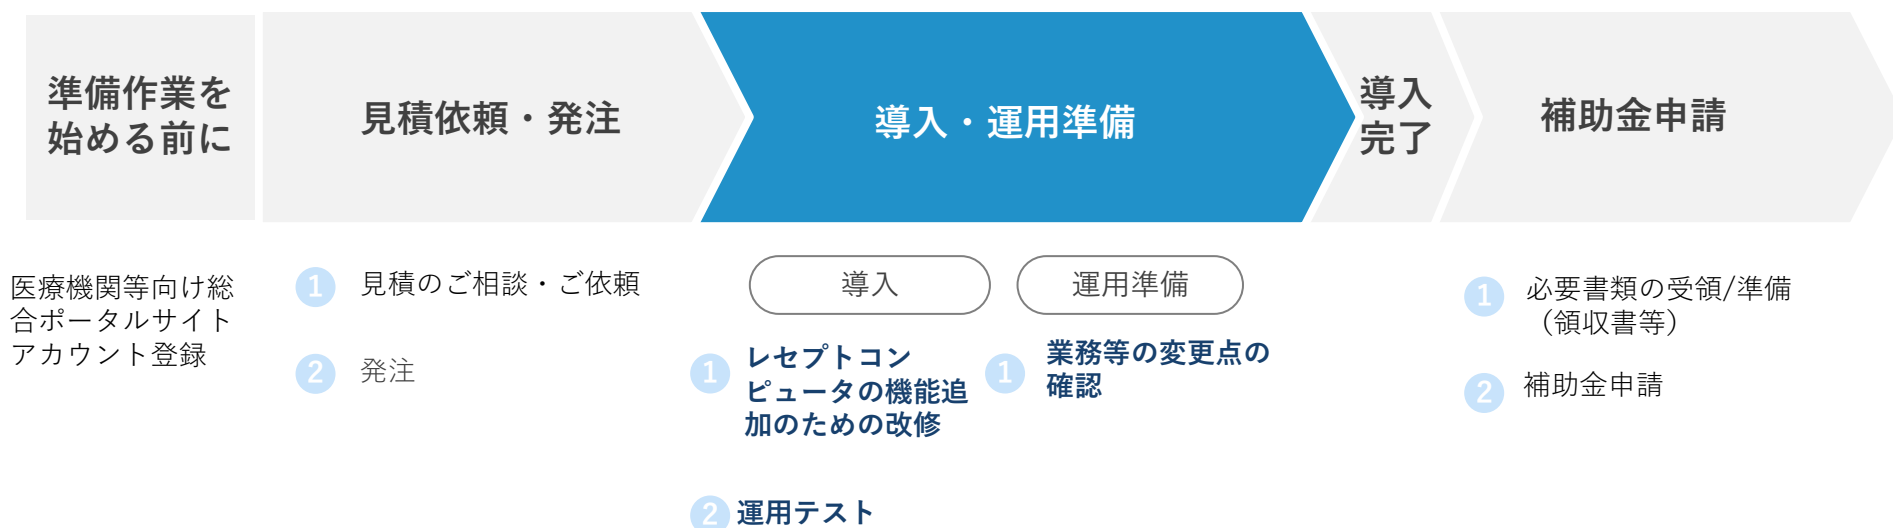 準備作業を
始める前に
見積依頼・発注
導入・運用準備
導入
完了
補助金申請
医療機関等向け総
合ポータルサイト
アカウント登録
1 見積のご相談・ご依頼
2 発注
導入
1 レセプトコン
ピュータの機能追
加のための改修
2 運用テスト
運用準備
1 業務等の変更点の
確認
1 必要書類の受領/準備
（領収書等）
2 補助金申請